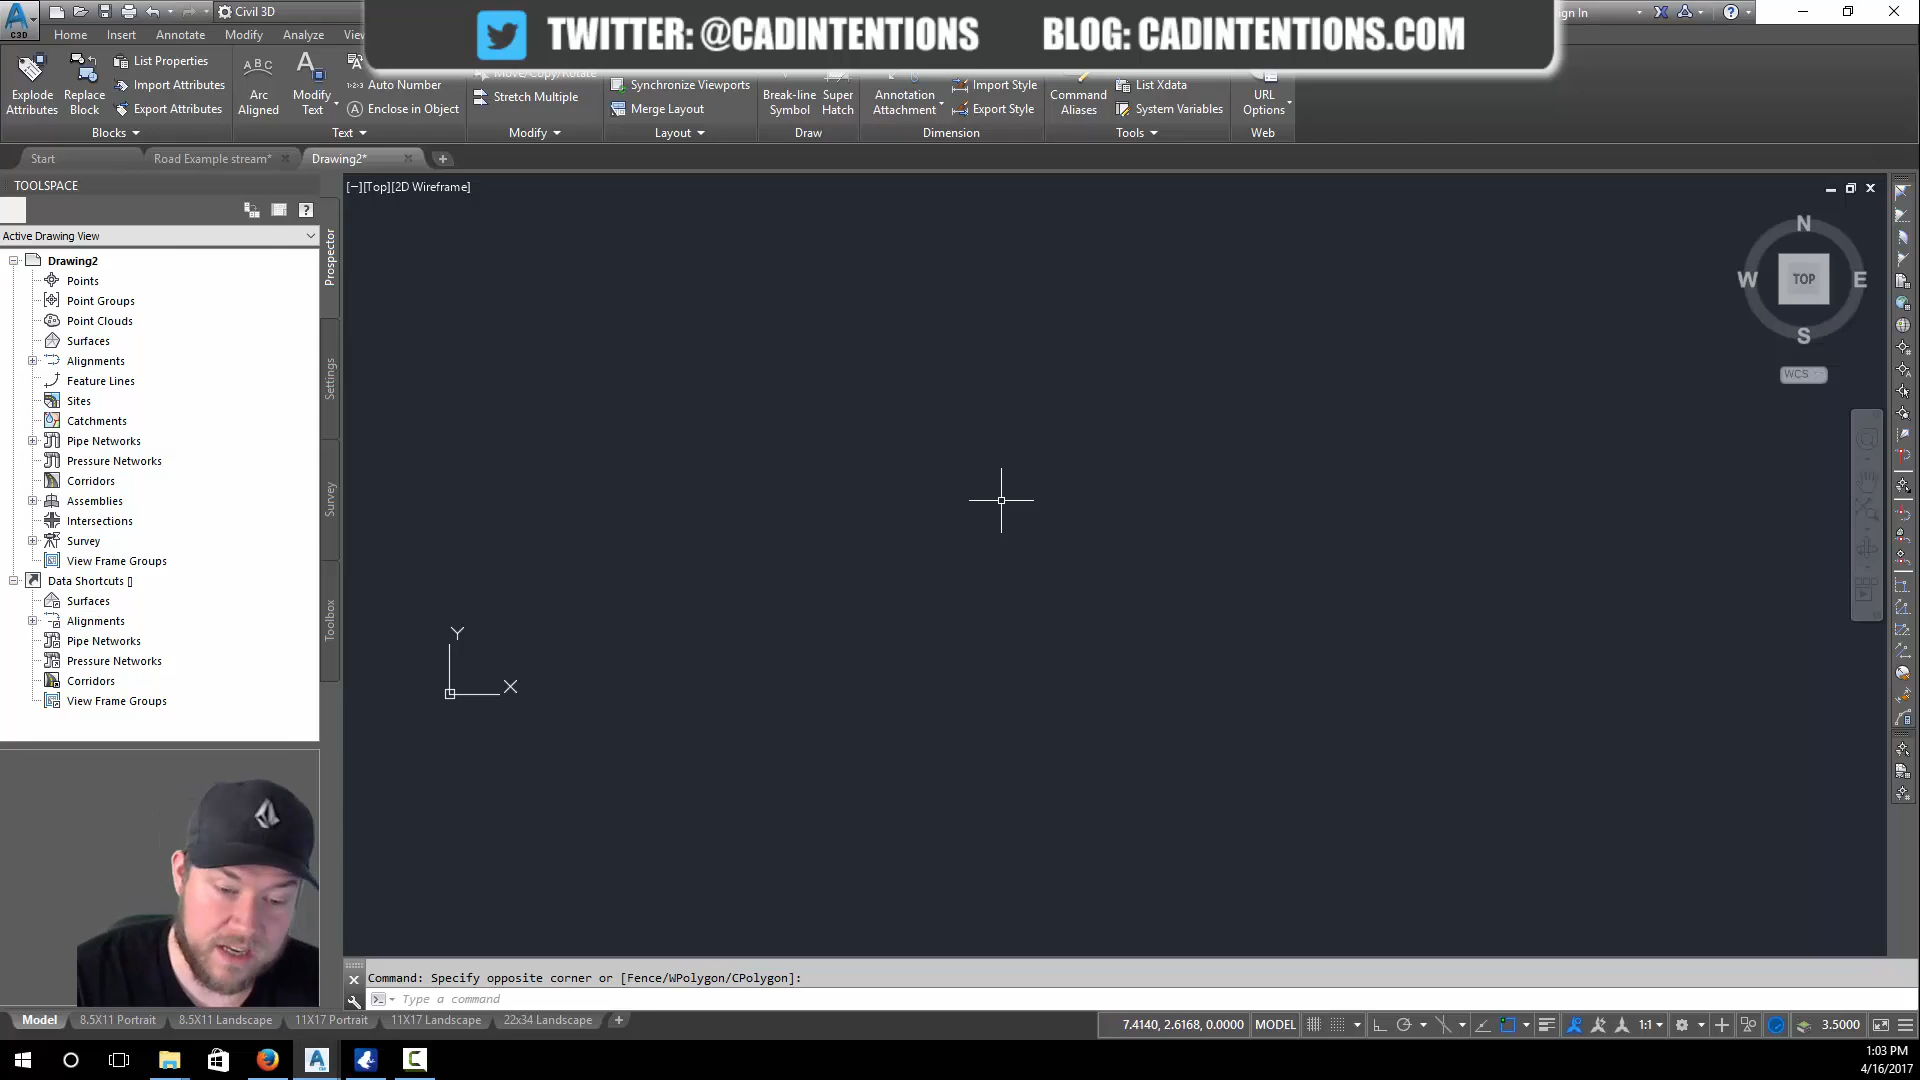 Civil 3D
TWITTER: @CADINTENTIONS BLOG: CADINTENTIONS.COM
C3D
Home Insert Annotate Modify Analyze
Explode Attributes
Replace Block
List Properties
Import Attributes
Export Attributes
ABC
Arc Aligned
Modify Text
Auto Number
Enclose in Object
Move/Copy/Rotate
Stretch Multiple
Synchronize Viewports
Merge Layout
Break-line Symbol
Super Hatch
Annotation Attachment
Import Style
Export Style
Command Aliases
List Xdata
System Variables
URL Options
Blocks Text Modify Layout Draw Dimension Tools Web
Start Road Example stream* Drawing2*
TOOLSPACE
[−][Top][2D Wireframe]
Active Drawing View
Drawing2
Points
Point Groups
Point Clouds
Surfaces
Alignments
Feature Lines
Sites
Catchments
Pipe Networks
Pressure Networks
Corridors
Assemblies
Intersections
Survey
View Frame Groups
Data Shortcuts []
Surfaces
Alignments
Pipe Networks
Pressure Networks
Corridors
View Frame Groups
Prospector
Settings
Survey
Toolbox
N
W TOP E
S
WCS
Y
X
Command: Specify opposite corner or [Fence/WPolygon/CPolygon]:
Type a command
Model 8.5X11 Portrait 8.5X11 Landscape 11X17 Portrait 11X17 Landscape 22x34 Landscape
7.4140, 2.6168, 0.0000 MODEL 1:1 3.5000
1:03 PM
4/16/2017